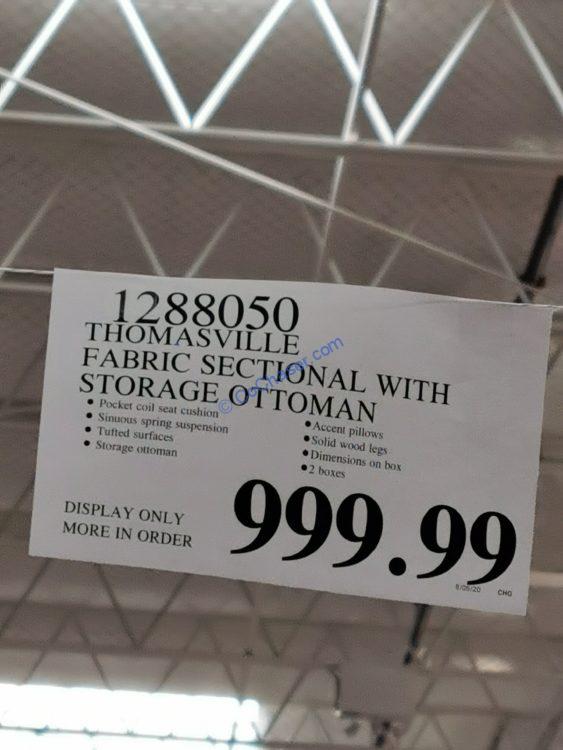 1288050
THOMASVILLE
FABRIC SECTIONAL WITH
STORAGE OTTOMAN
© CoChaser.com
• Pocket coil seat cushion
• Sinuous spring suspension
• Tufted surfaces
• Storage ottoman
• Accent pillows
• Solid wood legs
• Dimensions on box
• 2 boxes
DISPLAY ONLY
MORE IN ORDER
999.99
8/05/20 CHG